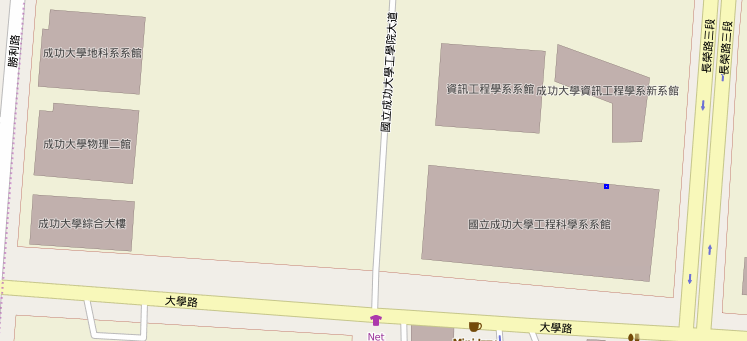 勝利路
成功大學地科系系館
成功大學物理二館
成功大學綜合大樓
國立成功大學工學院大道
資訊工程學系系館
成功大學資訊工程學系新系館
國立成功大學工程科學系系館
長榮路三段
長榮路三段
大學路
大學路
Net